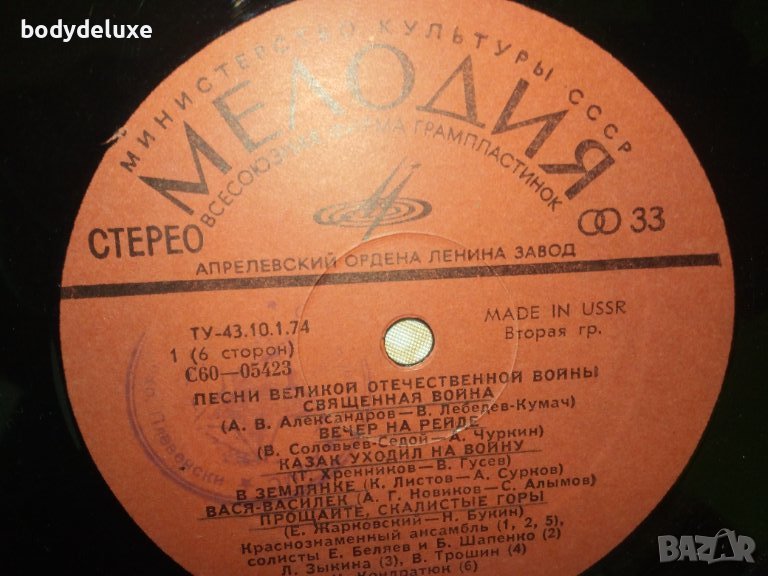 bodydeluxe
МИНИСТЕРСТВО КУЛЬТУРЫ СССР
МЕЛОДИЯ
ВСЕСОЮЗНАЯ ФИРМА ГРАМПЛАСТИНОК
СТЕРЕО
33
АПРЕЛЕВСКИЙ ОРДЕНА ЛЕНИНА ЗАВОД
ТУ-43.10.1.74
MADE IN USSR
1 (6 сторон)
Вторая гр.
С60—05423
ПЕСНИ ВЕЛИКОЙ ОТЕЧЕСТВЕННОЙ ВОЙНЫ
СВЯЩЕННАЯ ВОЙНА
(А. В. Александров—В. Лебедев-Кумач)
ВЕЧЕР НА РЕЙДЕ
(В. Соловьев-Седой—А. Чуркин)
КАЗАК УХОДИЛ НА ВОЙНУ
(Т. Хренников—В. Гусев)
В ЗЕМЛЯНКЕ (К. Листов—А. Сурков)
ВАСЯ-ВАСИЛЕК (А. Г. Новиков—С. Алымов)
ПРОЩАЙТЕ, СКАЛИСТЫЕ ГОРЫ
(Е. Жарковский—Н. Букин)
Краснознаменный ансамбль (1, 2, 5),
солисты Е. Беляев и Б. Шапенко (2)
Л. Зыкина (3), В. Трошин (4)
Кондратюк (6)
BAZAR